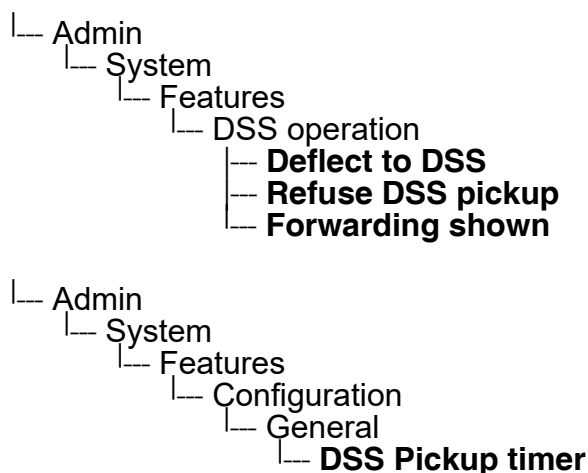 |--- Admin
|--- System
|--- Features
|--- DSS operation
|--- Deflect to DSS
|--- Refuse DSS pickup
|--- Forwarding shown
|--- Admin
|--- System
|--- Features
|--- Configuration
|--- General
|--- DSS Pickup timer